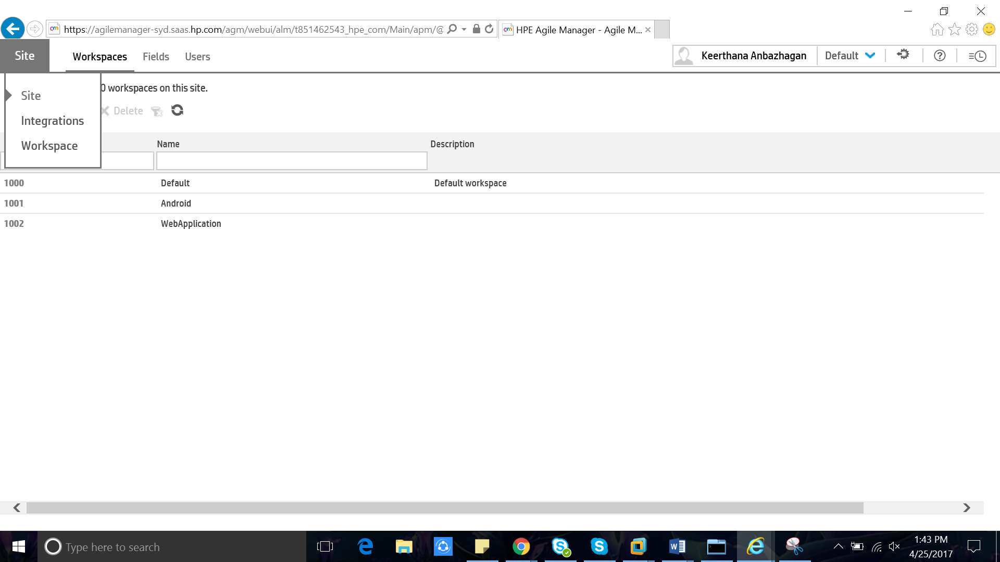 https://agilemanager-syd.saas.hp.com/agm/webui/alm/t851462543_hpe_com/Main/apm/@
HPE Agile Manager - Agile M...
Site
Workspaces
Fields
Users
Keerthana Anbazhagan
Default
0 workspaces on this site.
Site
Delete
Integrations
Workspace
Name
Description
1000
Default
Default workspace
1001
Android
1002
WebApplication
Type here to search
1:43 PM
4/25/2017